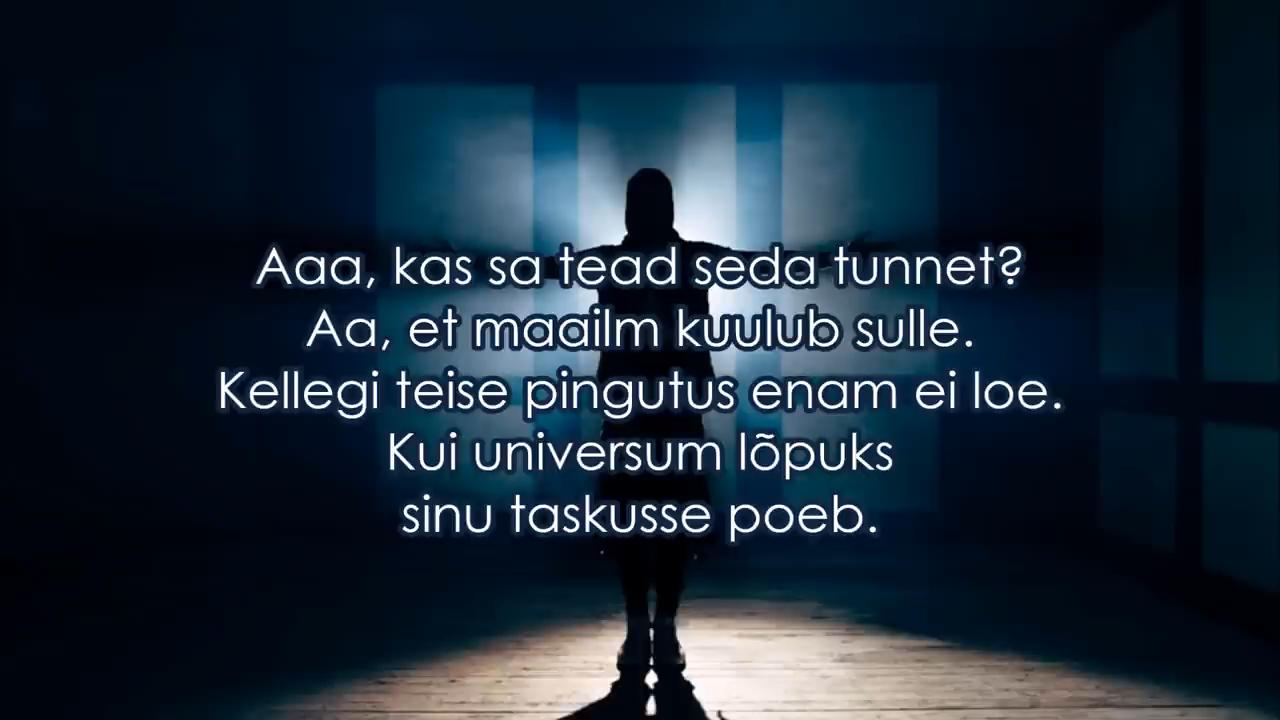 Aaa, kas sa tead seda tunnet?
Aa, et maailm kuulub sulle.
Kellegi teise pingutus enam ei loe.
Kui universum lõpuks
sinu taskusse poeb.